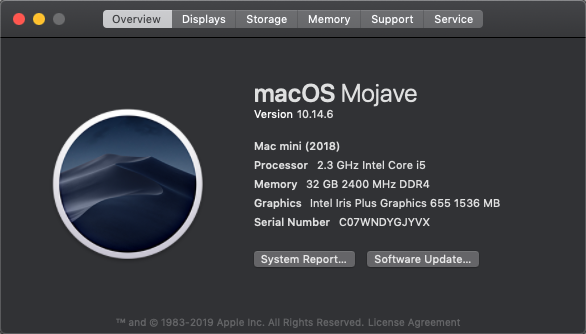 Overview Displays Storage Memory Support Service
macOS Mojave
Version 10.14.6
Mac mini (2018)
Processor 2.3 GHz Intel Core i5
Memory 32 GB 2400 MHz DDR4
Graphics Intel Iris Plus Graphics 655 1536 MB
Serial Number C07WNDYGJYVX
System Report... Software Update...
™ and © 1983-2019 Apple Inc. All Rights Reserved. License Agreement